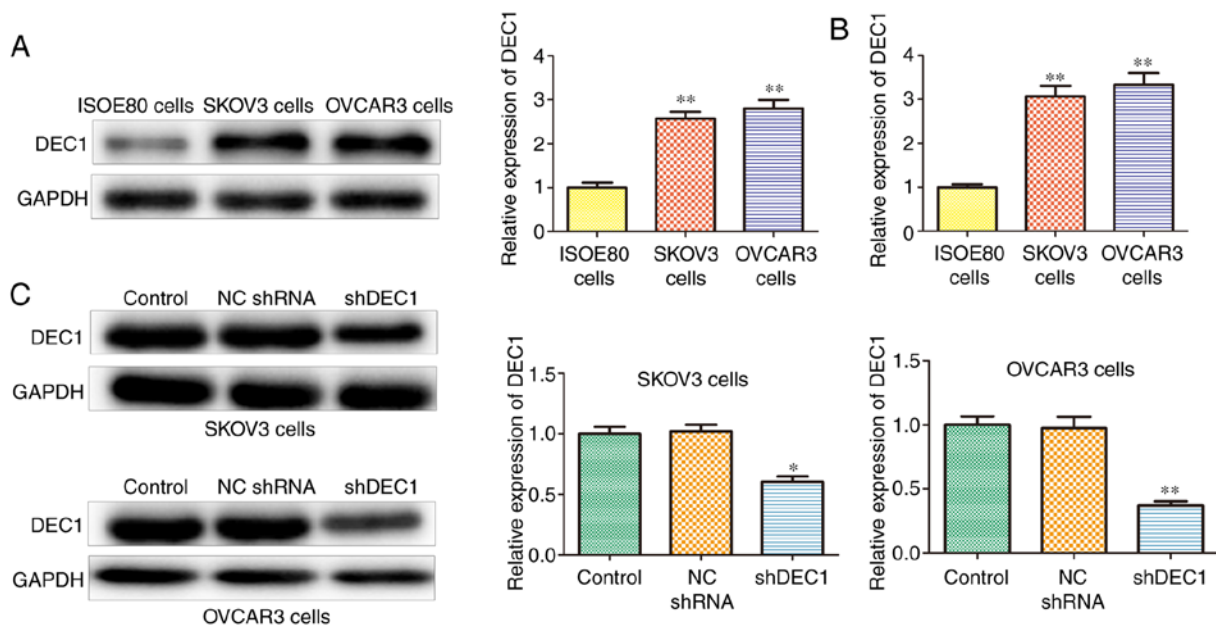 A
ISOE80 cells SKOV3 cells OVCAR3 cells
DEC1
GAPDH
Relative expression of DEC1
4
3
2
1
0
ISOE80 cells
SKOV3 cells
OVCAR3 cells
**
**
B
Relative expression of DEC1
4
3
2
1
0
ISOE80 cells
SKOV3 cells
OVCAR3 cells
**
**
C
Control NC shRNA shDEC1
DEC1
GAPDH
SKOV3 cells
Control NC shRNA shDEC1
DEC1
GAPDH
OVCAR3 cells
Relative expression of DEC1
SKOV3 cells
1.5
1.0
0.5
0.0
*
Control
NC shRNA
shDEC1
Relative expression of DEC1
OVCAR3 cells
1.5
1.0
0.5
0.0
**
Control
NC shRNA
shDEC1